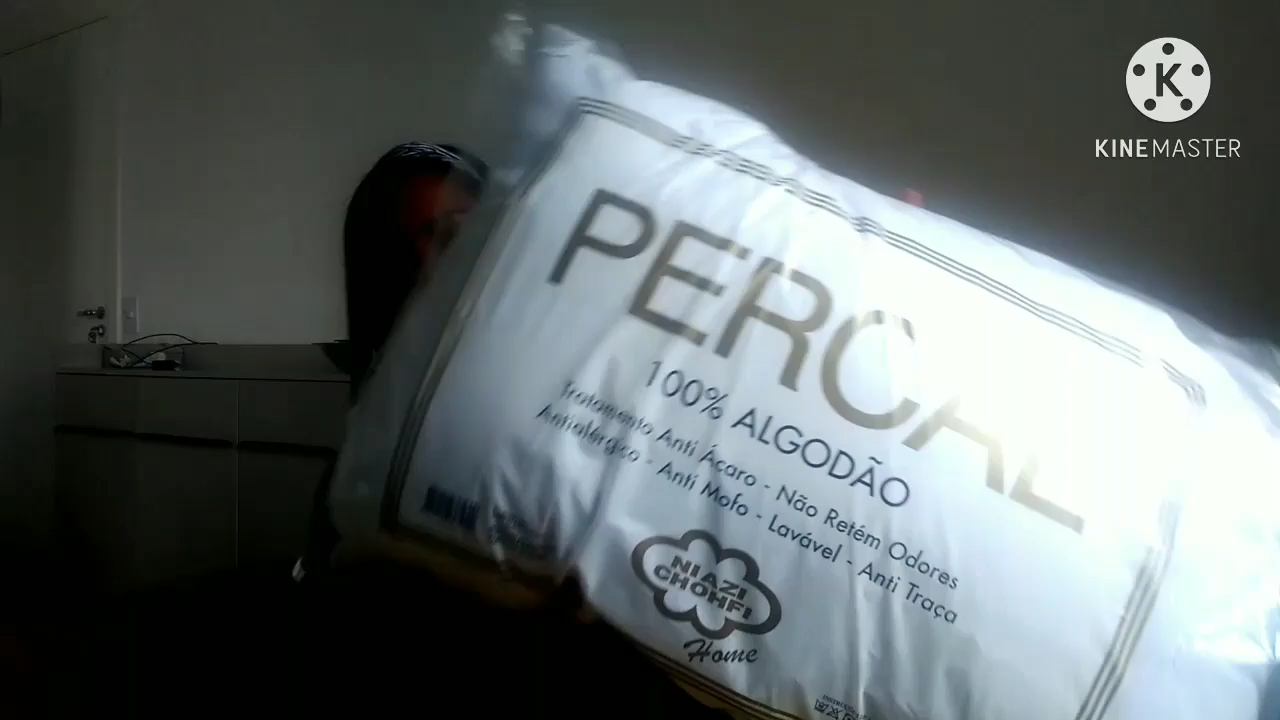 K
KINEMASTER
PERCAL
100% ALGODÃO
Tratamento Anti Ácaro - Não Retém Odores
Antialérgico - Anti Mofo - Lavável - Anti Traça
NIAZI
CHOHFI
Home